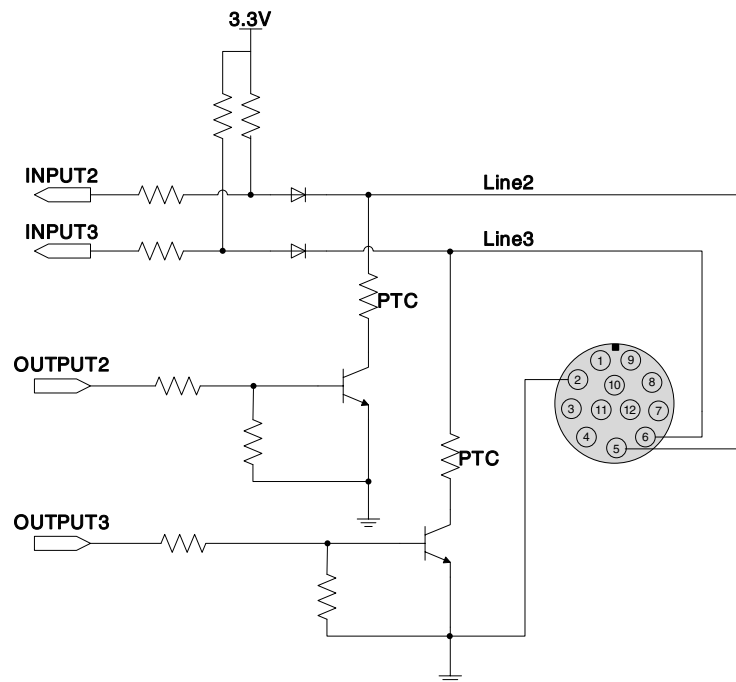 3.3V
INPUT2
Line2
INPUT3
Line3
PTC
OUTPUT2
1
9
2
10
8
3
11
12
7
4
6
5
PTC
OUTPUT3